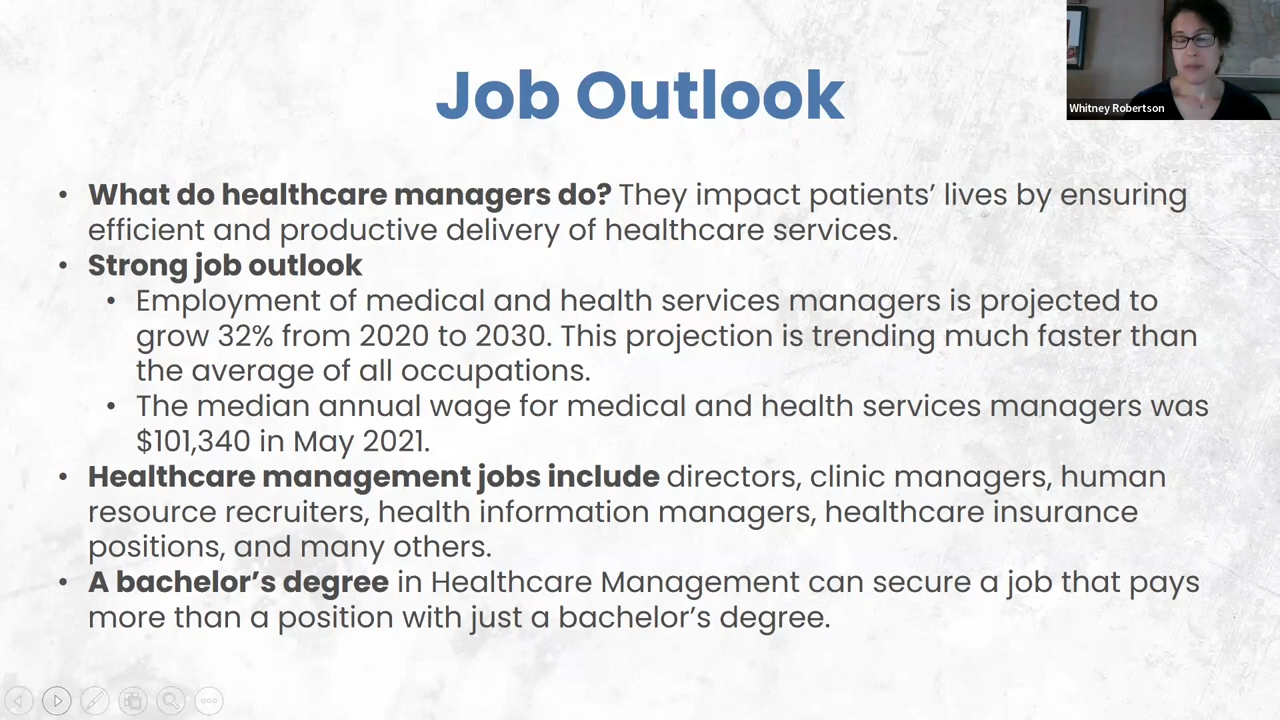 Job Outlook
Whitney Robertson
• What do healthcare managers do? They impact patients’ lives by ensuring
efficient and productive delivery of healthcare services.
• Strong job outlook
• Employment of medical and health services managers is projected to
grow 32% from 2020 to 2030. This projection is trending much faster than
the average of all occupations.
• The median annual wage for medical and health services managers was
$101,340 in May 2021.
• Healthcare management jobs include directors, clinic managers, human
resource recruiters, health information managers, healthcare insurance
positions, and many others.
• A bachelor’s degree in Healthcare Management can secure a job that pays
more than a position with just a bachelor’s degree.